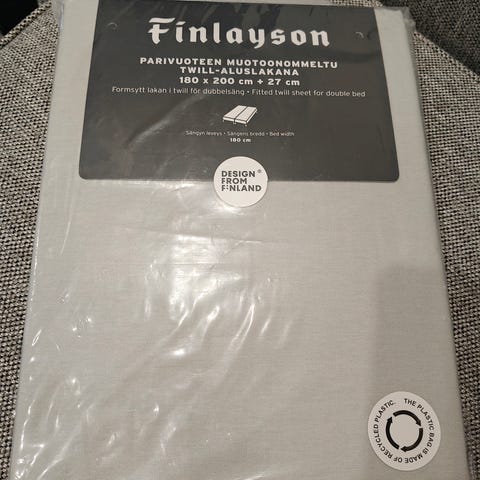 Finlayson
PARIVUOTEEN MUOTOONOMMELTU
TWILL-ALUSLAKANA
180 x 200 cm + 27 cm
Formsytt lakan i twill för dubbelsäng • Fitted twill sheet for double bed
Sängyn leveys • Sängens bredd • Bed width
180 cm
DESIGN®
FROM
FINLAND
THE PLASTIC BAG IS MADE OF RECYCLED PLASTIC.